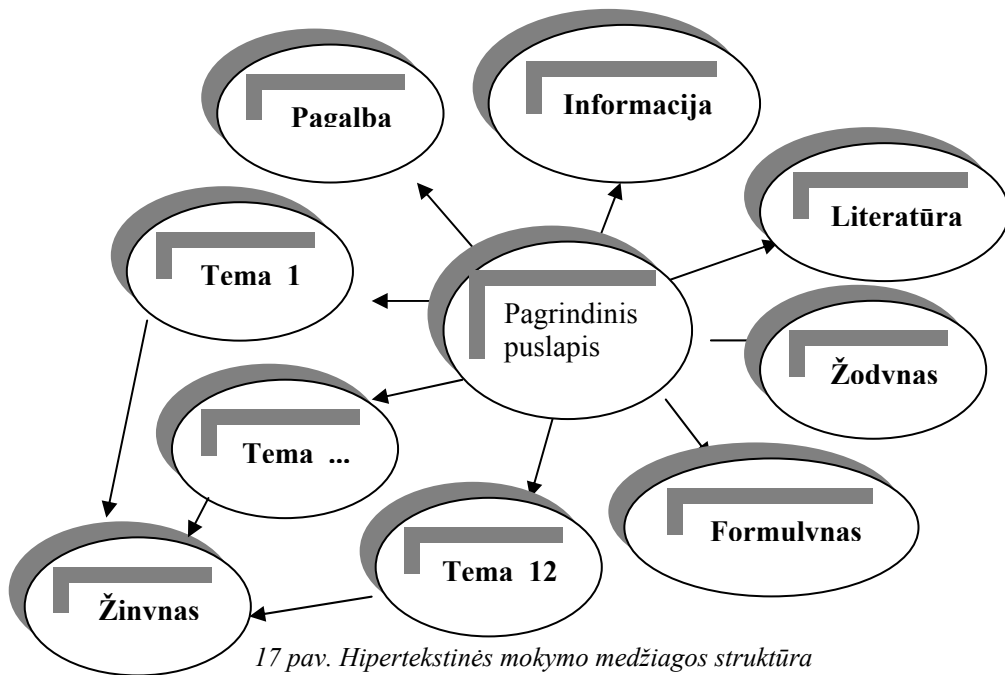 Pagalba
Informacija
Literatūra
Tema 1
Pagrindinis
puslapis
Žodynas
Tema ...
Formulynas
Tema 12
Žinynas
17 pav. Hipertekstinės mokymo medžiagos struktūra